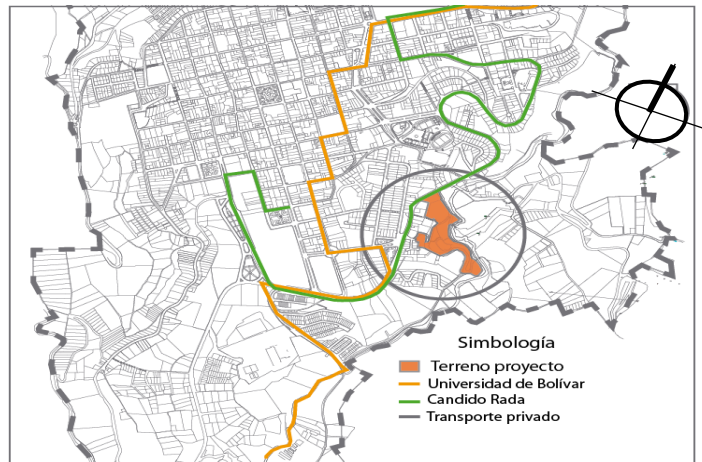 Simbología
Terreno proyecto
Universidad de Bolívar
Candido Rada
Transporte privado